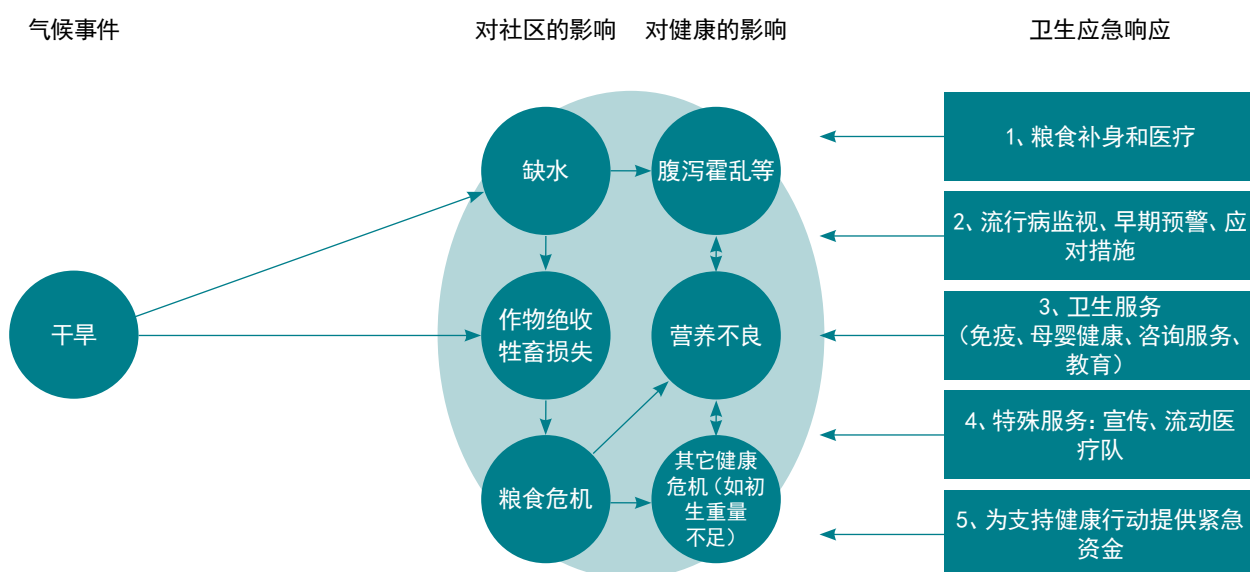 气候事件
对社区的影响
对健康的影响
卫生应急响应
干旱
缺水
作物绝收
牲畜损失
粮食危机
腹泻霍乱等
营养不良
其它健康
危机（如初
生重量
不足）
1、粮食补身和医疗
2、流行病监视、早期预警、应
对措施
3、卫生服务
（免疫、母婴健康、咨询服务、
教育）
4、特殊服务：宣传、流动医
疗队
5、为支持健康行动提供紧急
资金